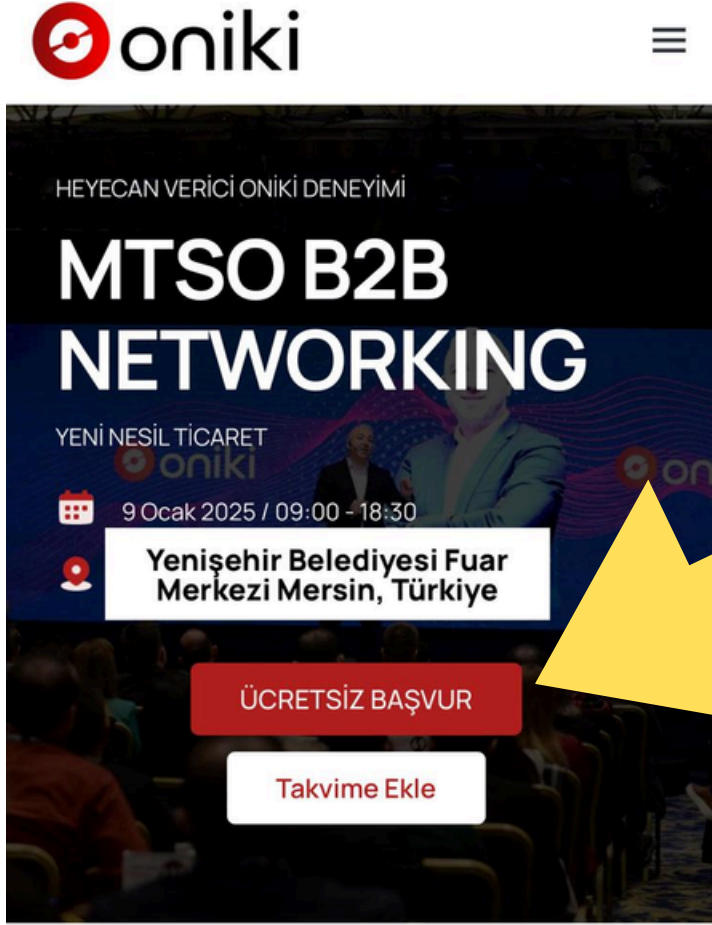 oniki
HEYECAN VERİCİ ONİKİ DENEYİMİ
MTSO B2B
NETWORKING
YENİ NESİL TİCARET
oniki
on
9 Ocak 2025 / 09:00 - 18:30
Yenişehir Belediyesi Fuar
Merkezi Mersin, Türkiye
ÜCRETSİZ BAŞVUR
Takvime Ekle